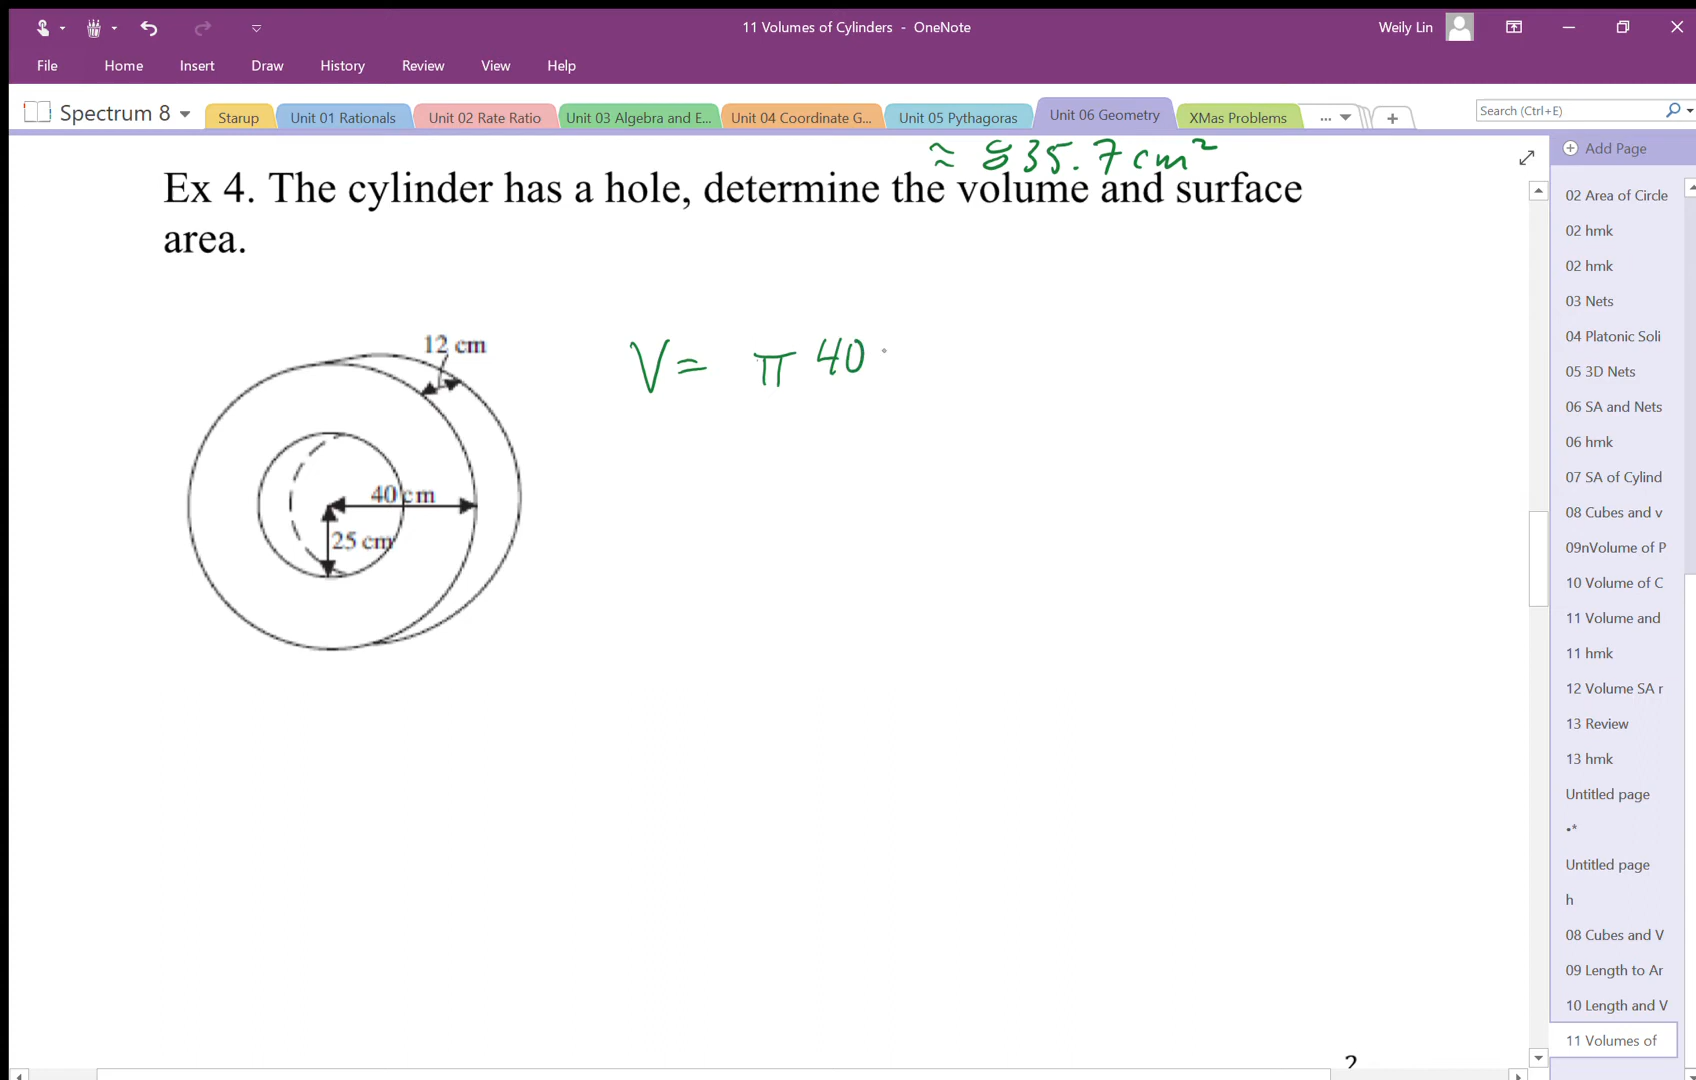 11 Volumes of Cylinders - OneNote
Weily Lin
File Home Insert Draw History Review View Help
Spectrum 8
Starup
Unit 01 Rationals
Unit 02 Rate Ratio
Unit 03 Algebra and E...
Unit 04 Coordinate G...
Unit 05 Pythagoras
Unit 06 Geometry
XMas Problems
...
Search (Ctrl+E)
35.7 cm²
Ex 4. The cylinder has a hole, determine the volume and surface
area.
12 cm
40 cm
25 cm
V = π 40
2
Add Page
02 Area of Circle
02 hmk
02 hmk
03 Nets
04 Platonic Soli
05 3D Nets
06 SA and Nets
06 hmk
07 SA of Cylind
08 Cubes and v
09nVolume of P
10 Volume of C
11 Volume and
11 hmk
12 Volume SA r
13 Review
13 hmk
Untitled page
•*
Untitled page
h
08 Cubes and V
09 Length to Ar
10 Length and V
11 Volumes of